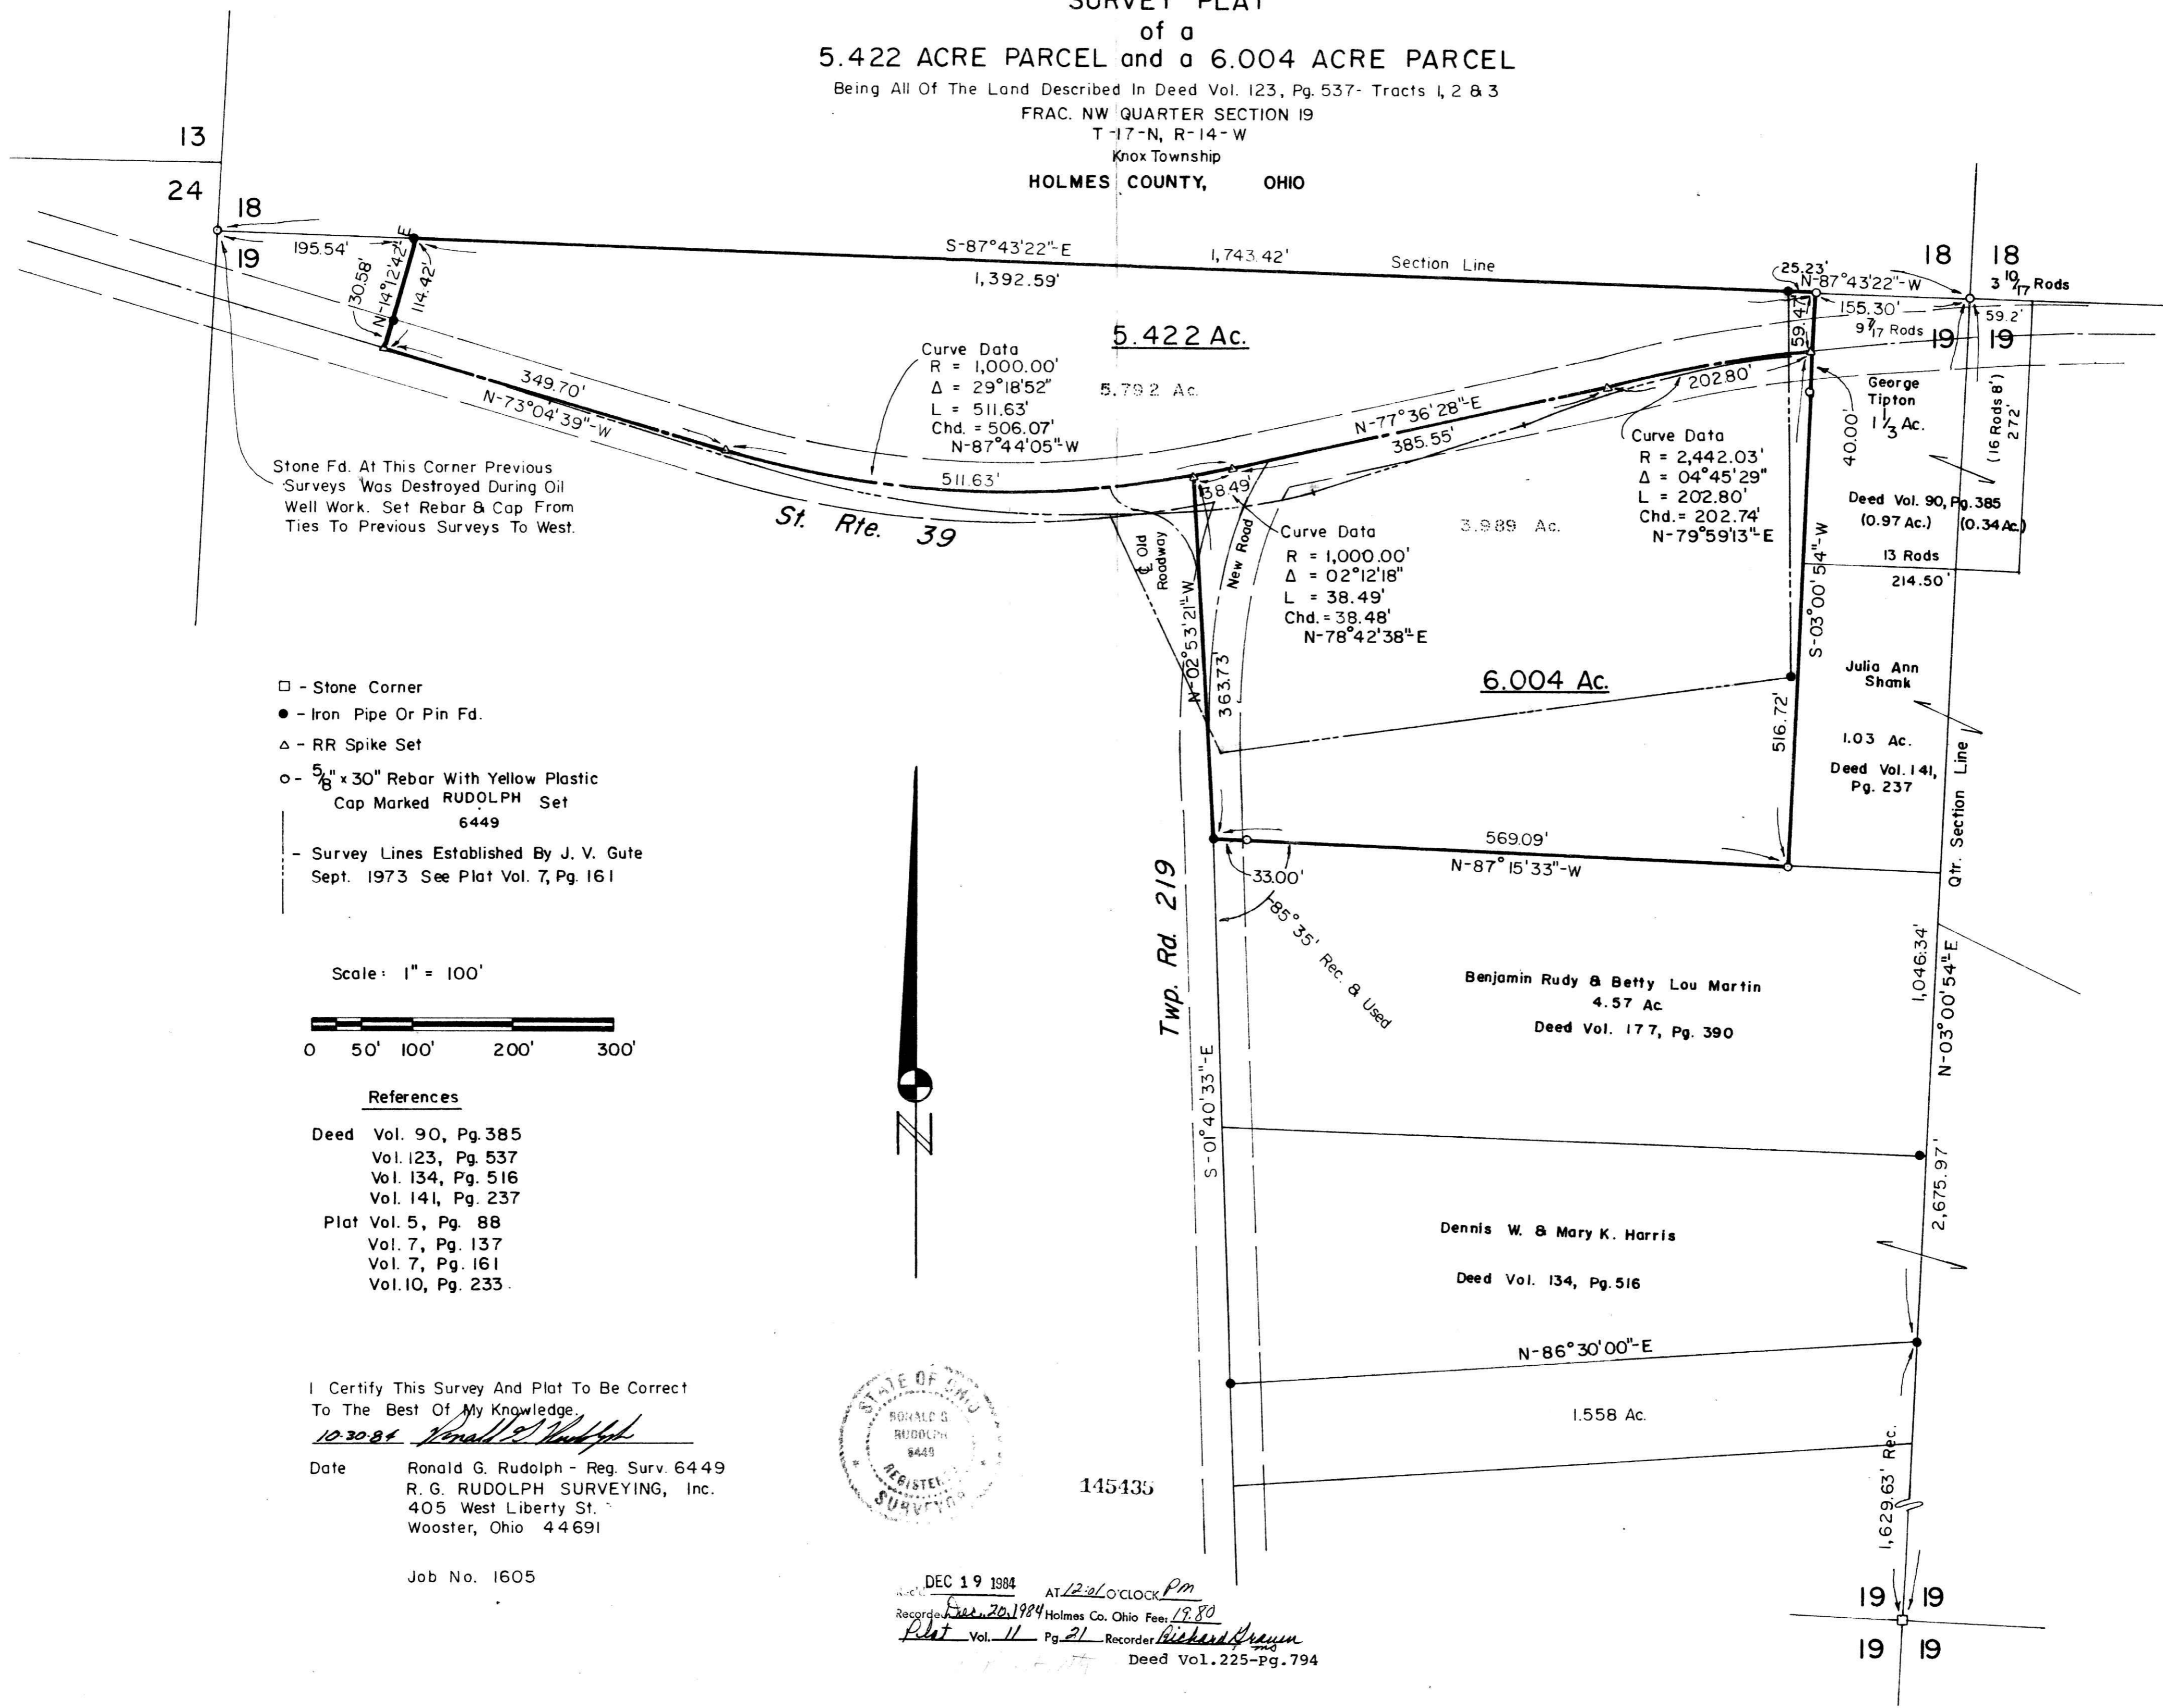 SURVEY PLAT
of a
5.422 ACRE PARCEL and a 6.004 ACRE PARCEL
Being All Of The Land Described In Deed Vol. 123, Pg. 537- Tracts 1, 2 & 3
FRAC. NW QUARTER SECTION 19
T-17-N, R-14-W
Knox Township
HOLMES COUNTY, OHIO
13
24
18
19
195.54'
30.58'
N-14°12'42"-E
114.42'
S-87°43'22"-E
1,743.42'
Section Line
1,392.59'
25.23'
N-87°43'22"-W
18
18
3 10/17 Rods
155.30'
59.2'
9 7/17 Rods
19
19
59.47'
5.422 Ac.
5.792 Ac.
Curve Data
R = 1,000.00'
Δ = 29°18'52"
L = 511.63'
Chd. = 506.07'
N-87°44'05"-W
349.70'
N-73°04'39"-W
511.63'
N-77°36'28"-E
385.55'
202.80'
38.49'
Stone Fd. At This Corner Previous
Surveys Was Destroyed During Oil
Well Work. Set Rebar & Cap From
Ties To Previous Surveys To West.
St. Rte. 39
℄ Old
Roadway
New Road
Curve Data
R = 1,000.00'
Δ = 02°12'18"
L = 38.49'
Chd. = 38.48'
N-78°42'38"-E
3.989 Ac.
Curve Data
R = 2,442.03'
Δ = 04°45'29"
L = 202.80'
Chd. = 202.74'
N-79°59'13"-E
George
Tipton
1 1/3 Ac.
40.00'
(16 Rods 8')
272'
Deed Vol. 90, Pg. 385
(0.97 Ac.) (0.34 Ac.)
13 Rods
214.50'
N-02°53'21"-W
363.73'
S-03°00'54"-W
516.72'
6.004 Ac.
Julia Ann
Shank
1.03 Ac.
Deed Vol. 141,
Pg. 237
Qtr. Section Line
□ - Stone Corner
● - Iron Pipe Or Pin Fd.
△ - RR Spike Set
○ - 5/8" x 30" Rebar With Yellow Plastic
Cap Marked RUDOLPH Set
6449
- Survey Lines Established By J. V. Gute
Sept. 1973 See Plat Vol. 7, Pg. 161
569.09'
N-87°15'33"-W
33.00'
85°35' Rec. & Used
Twp. Rd. 219
S-01°40'33"-E
Scale: 1" = 100'
0 50' 100' 200' 300'
N
Benjamin Rudy & Betty Lou Martin
4.57 Ac.
Deed Vol. 177, Pg. 390
1,046.34'
N-03°00'54"-E
2,675.97'
References
Deed Vol. 90, Pg. 385
Vol. 123, Pg. 537
Vol. 134, Pg. 516
Vol. 141, Pg. 237
Plat Vol. 5, Pg. 88
Vol. 7, Pg. 137
Vol. 7, Pg. 161
Vol. 10, Pg. 233
Dennis W. & Mary K. Harris
Deed Vol. 134, Pg. 516
N-86°30'00"-E
1.558 Ac.
1,629.63' Rec.
19 19
19 19
I Certify This Survey And Plat To Be Correct
To The Best Of My Knowledge.
10-30-84 Ronald G. Rudolph
Date
Ronald G. Rudolph - Reg. Surv. 6449
R. G. RUDOLPH SURVEYING, Inc.
405 West Liberty St.
Wooster, Ohio 44691
Job No. 1605
STATE OF OHIO
RONALD G.
RUDOLPH
6449
REGISTERED
SURVEYOR
145435
Rec'd DEC 19 1984 AT 12:01 O'CLOCK PM
Recorded Dec. 20, 1984 Holmes Co. Ohio Fee: 19.80
Plat Vol. 11 Pg. 21 Recorder Richard
Deed Vol.225-Pg.794